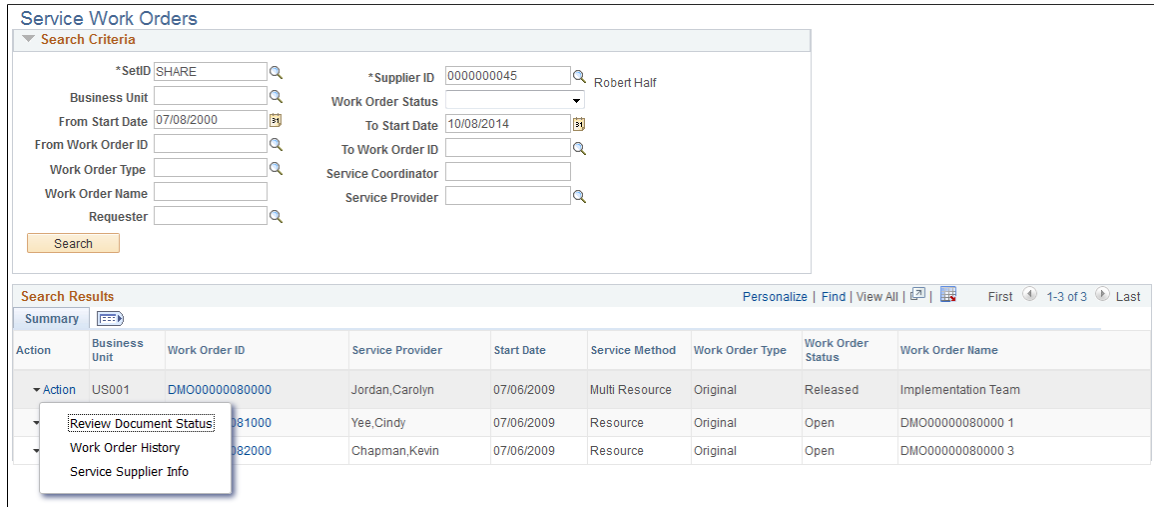 Service Work Orders
Search Criteria
*SetID SHARE *Supplier ID 0000000045 Robert Half
Business Unit Work Order Status
From Start Date 07/08/2000 31 To Start Date 10/08/2014 31
From Work Order ID To Work Order ID
Work Order Type Service Coordinator
Work Order Name Service Provider
Requester
Search
Search Results Personalize | Find | View All | | First 1-3 of 3 Last
Summary
Action Business Unit Work Order ID Service Provider Start Date Service Method Work Order Type Work Order Status Work Order Name
Action US001 DMO00000080000 Jordan,Carolyn 07/06/2009 Multi Resource Original Released Implementation Team
Review Document Status 081000 Yee,Cindy 07/06/2009 Resource Original Open DMO00000080000 1
Work Order History 082000 Chapman,Kevin 07/06/2009 Resource Original Open DMO00000080000 3
Service Supplier Info